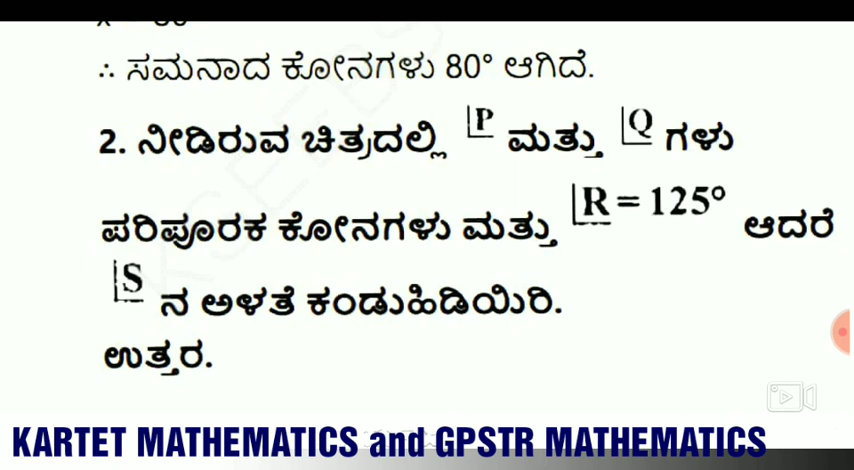 ∴ ಸಮನಾದ ಕೋನಗಳು 80° ಆಗಿದೆ.
2. ನೀಡಿರುವ ಚಿತ್ರದಲ್ಲಿ P ಮತ್ತು Q ಗಳು
ಪರಿಪೂರಕ ಕೋನಗಳು ಮತ್ತು R = 125° ಆದರೆ
S ನ ಅಳತೆ ಕಂಡುಹಿಡಿಯಿರಿ.
ಉತ್ತರ.
KARTET MATHEMATICS and GPSTR MATHEMATICS